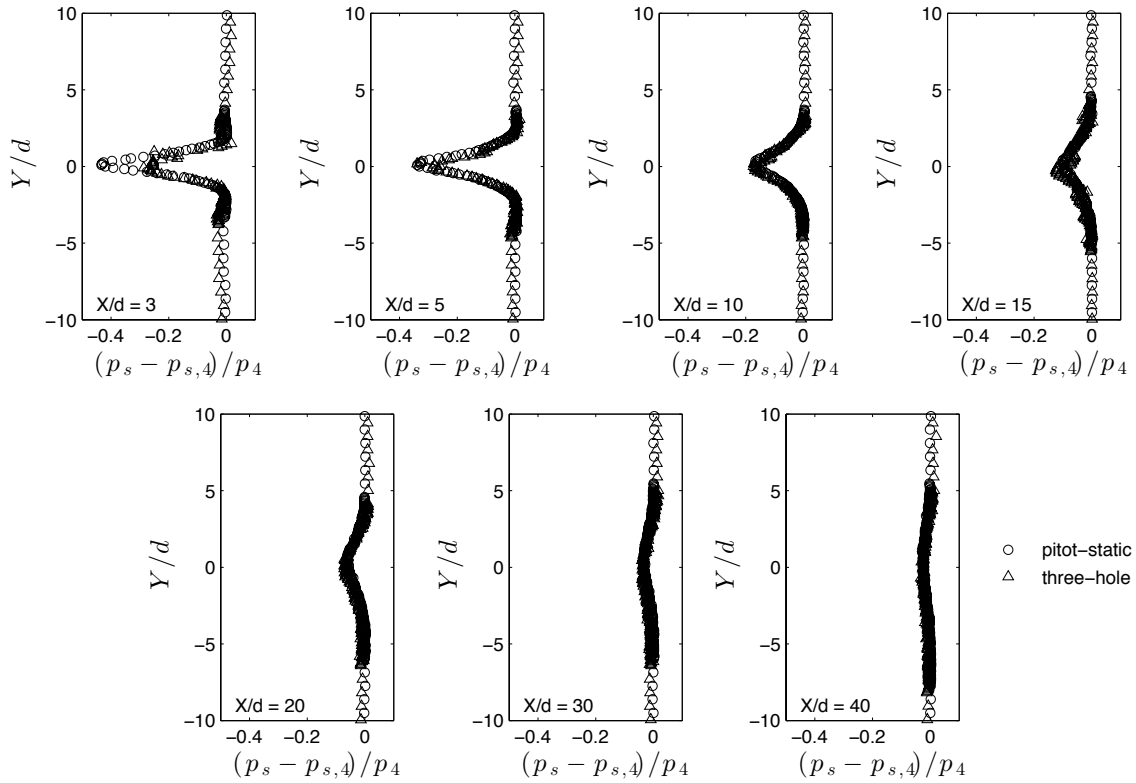 10
5
0
−5
−10
Y/d
X/d = 3
−0.4 −0.2 0
(p_s − p_{s,4})/p_4
10
5
0
−5
−10
Y/d
X/d = 5
−0.4 −0.2 0
(p_s − p_{s,4})/p_4
10
5
0
−5
−10
Y/d
X/d = 10
−0.4 −0.2 0
(p_s − p_{s,4})/p_4
10
5
0
−5
−10
Y/d
X/d = 15
−0.4 −0.2 0
(p_s − p_{s,4})/p_4
10
5
0
−5
−10
Y/d
X/d = 20
−0.4 −0.2 0
(p_s − p_{s,4})/p_4
10
5
0
−5
−10
Y/d
X/d = 30
−0.4 −0.2 0
(p_s − p_{s,4})/p_4
10
5
0
−5
−10
Y/d
X/d = 40
−0.4 −0.2 0
(p_s − p_{s,4})/p_4
pitot−static
three−hole